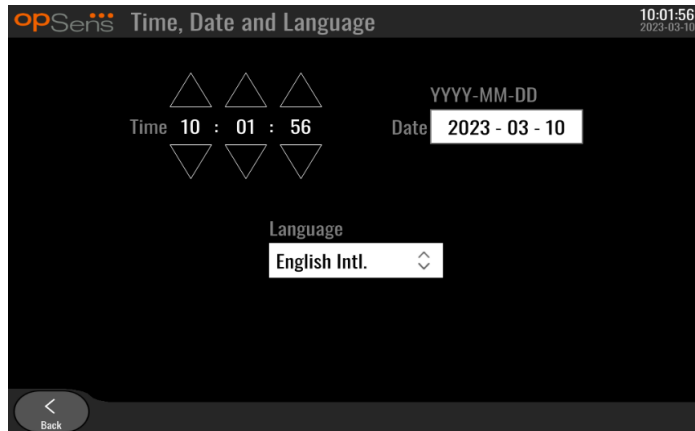 opSens Time, Date and Language
10:01:56
2023-03-10
YYYY-MM-DD
Time 10 : 01 : 56
Date 2023 - 03 - 10
Language
English Intl.
Back